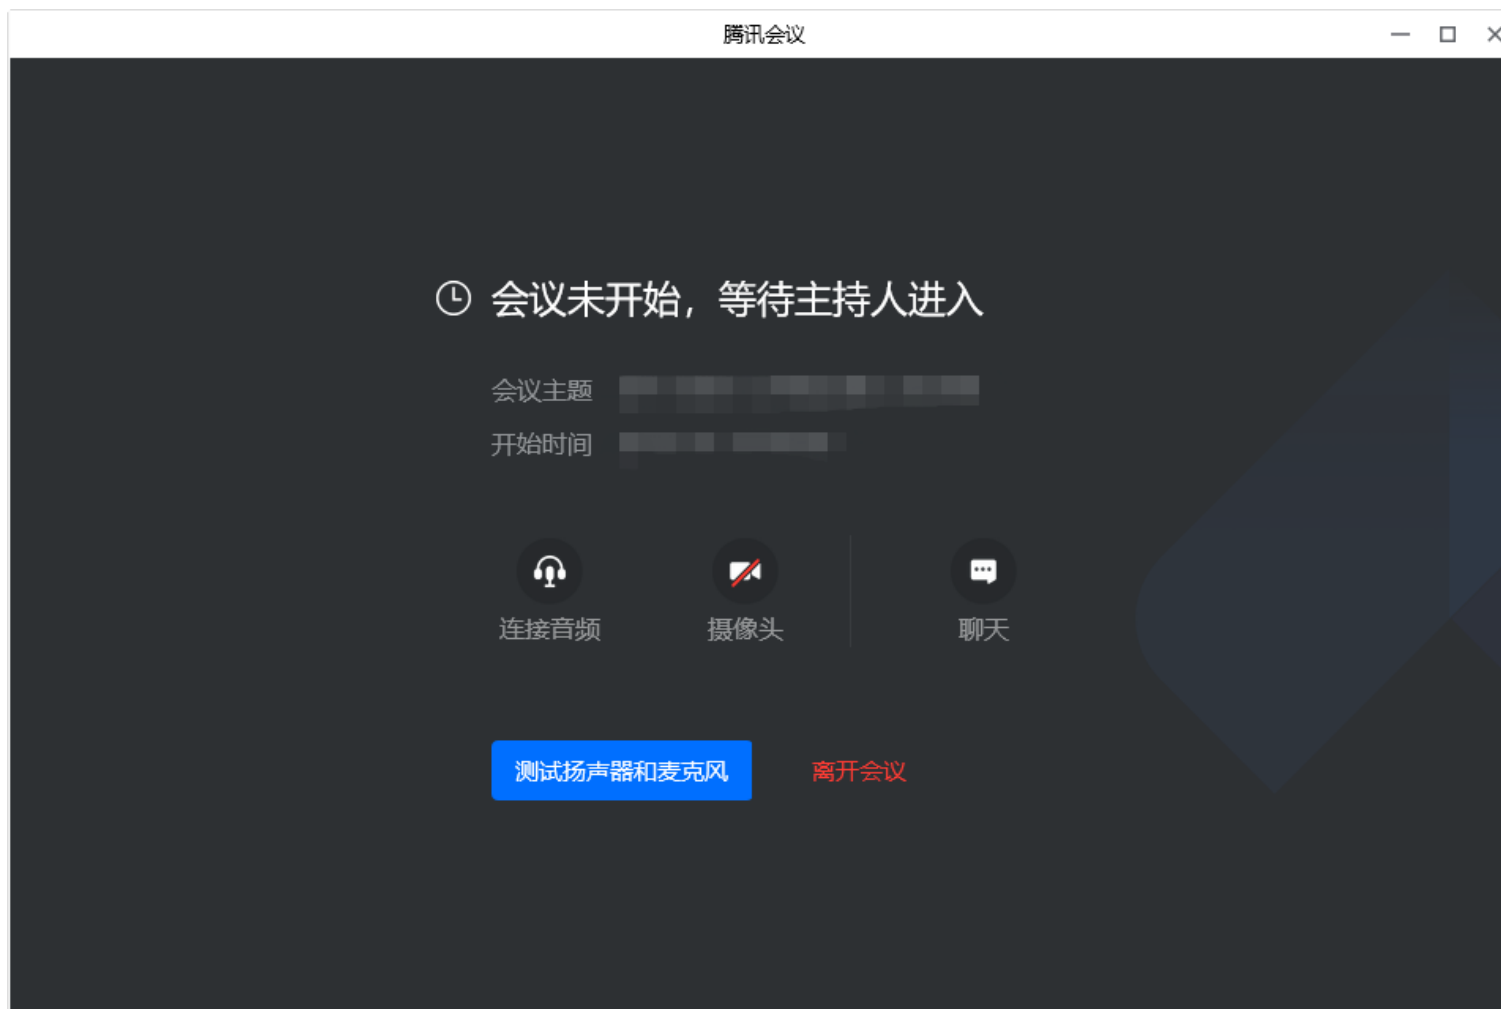 腾讯会议
会议未开始，等待主持人进入
会议主题
开始时间
连接音频
摄像头
聊天
测试扬声器和麦克风
离开会议